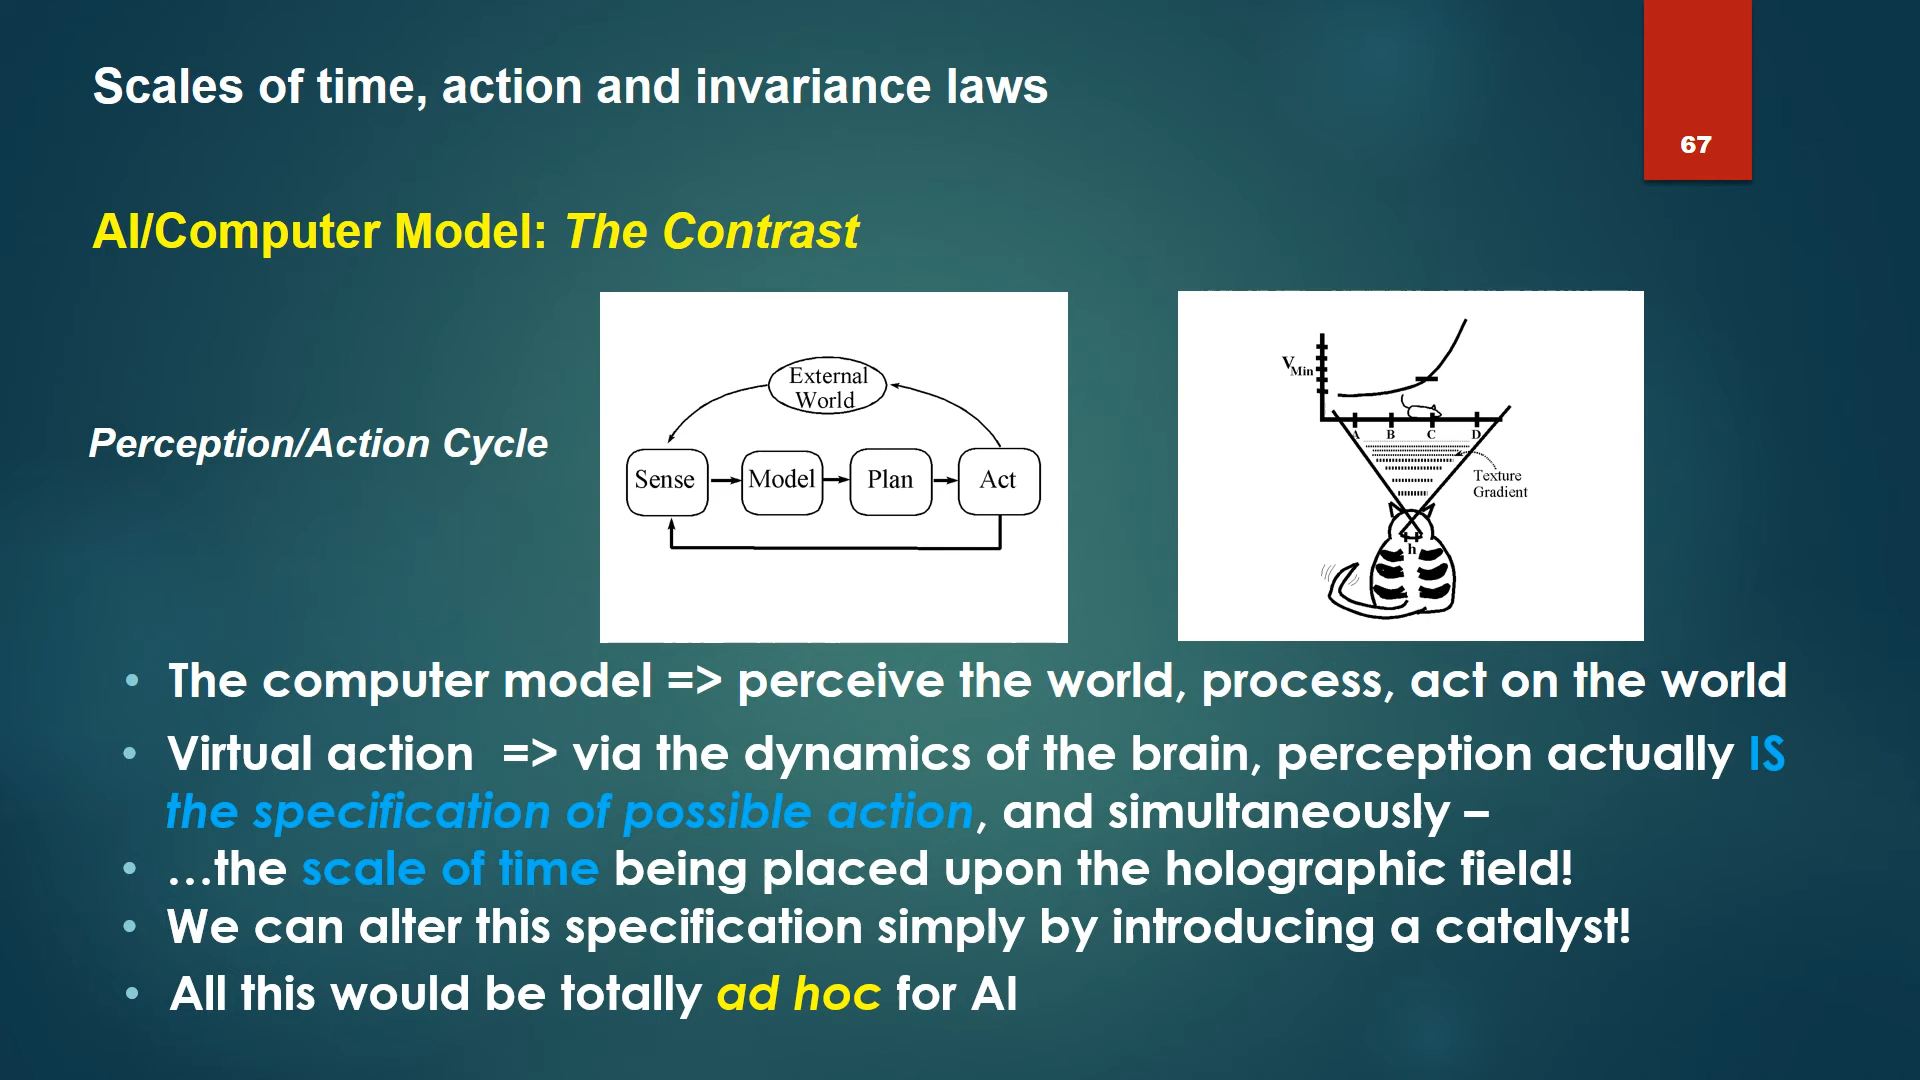 Scales of time, action and invariance laws
67
AI/Computer Model: The Contrast
Perception/Action Cycle
External
World
Sense
Model
Plan
Act
V Min
A
B
C
D
Texture
Gradient
h
• The computer model => perceive the world, process, act on the world
• Virtual action => via the dynamics of the brain, perception actually IS
the specification of possible action, and simultaneously –
• …the scale of time being placed upon the holographic field!
• We can alter this specification simply by introducing a catalyst!
• All this would be totally ad hoc for AI